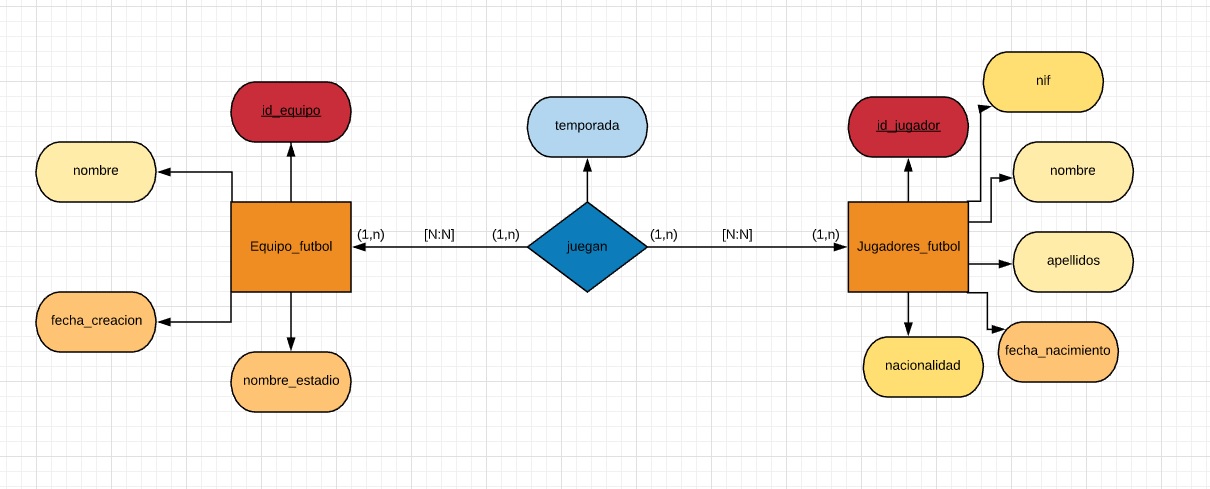 nif
id_equipo
temporada
id_jugador
nombre
nombre
(1,n) [N:N] (1,n)
(1,n) [N:N] (1,n)
Equipo_futbol
juegan
Jugadores_futbol
apellidos
fecha_creacion
fecha_nacimiento
nacionalidad
nombre_estadio